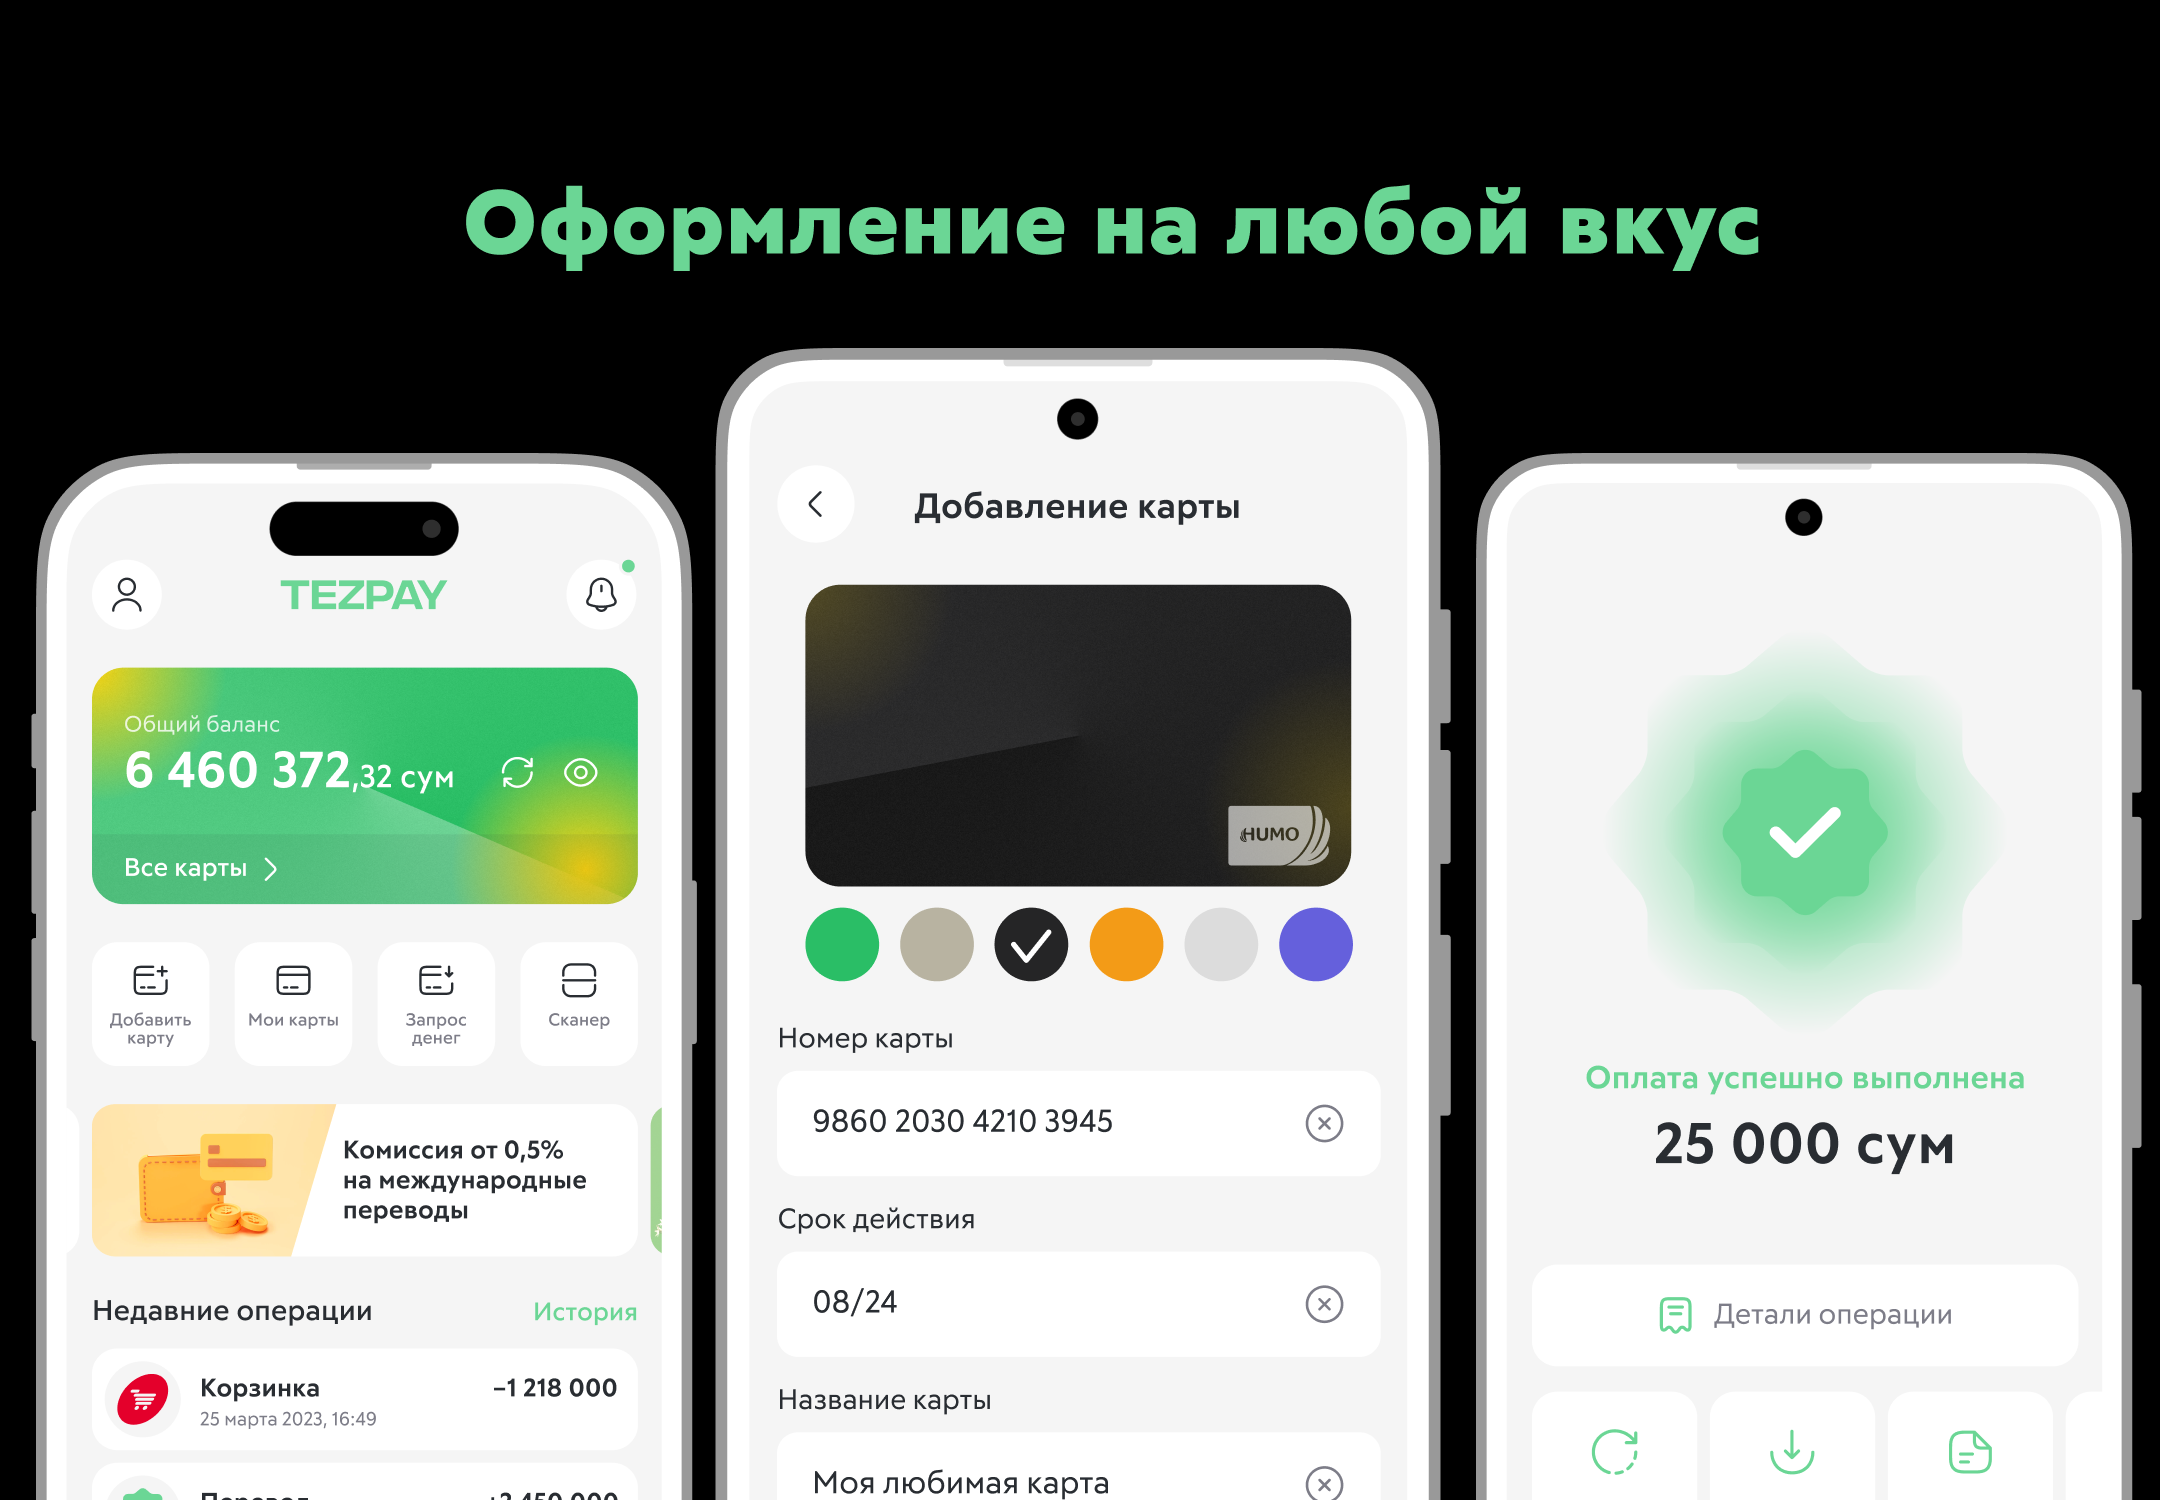 Оформление на любой вкус
TEZPAY
Общий баланс
6 460 372,32 сум
Все карты
Добавить
карту
Мои карты
Запрос
денег
Сканер
Комиссия от 0,5%
на международные
переводы
Недавние операции
История
Корзинка
−1 218 000
25 марта 2023, 16:49
Перевод
Добавление карты
HUMO
Номер карты
9860 2030 4210 3945
Срок действия
08/24
Название карты
Моя любимая карта
Оплата успешно выполнена
25 000 сум
Детали операции